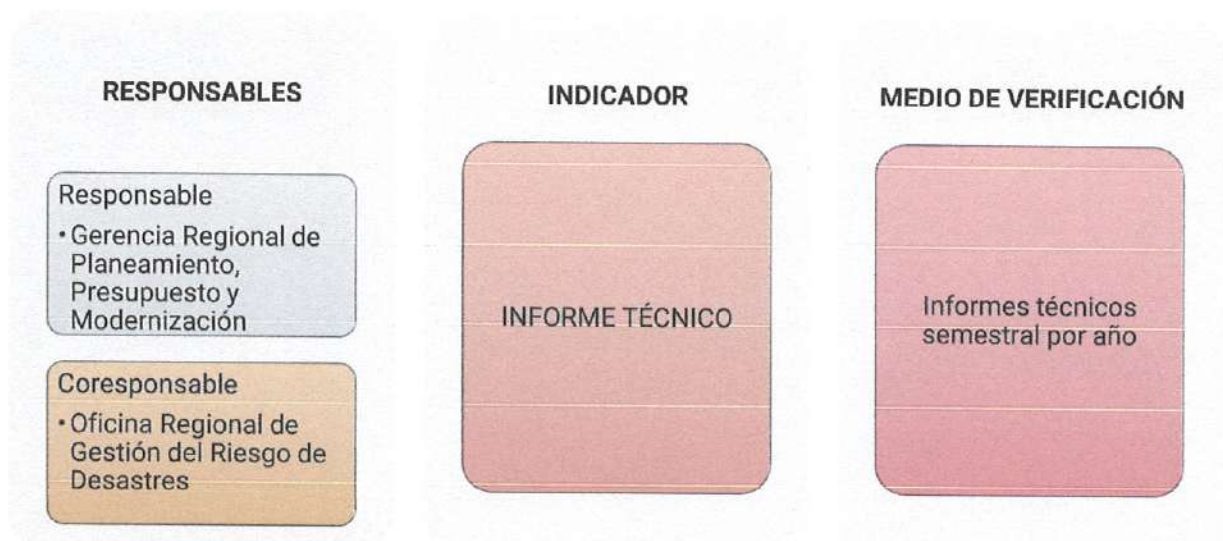 RESPONSABLES
Responsable
• Gerencia Regional de
Planeamiento,
Presupuesto y
Modernización
Coresponsable
• Oficina Regional de
Gestión del Riesgo de
Desastres
INDICADOR
INFORME TÉCNICO
MEDIO DE VERIFICACIÓN
Informes técnicos
semestral por año